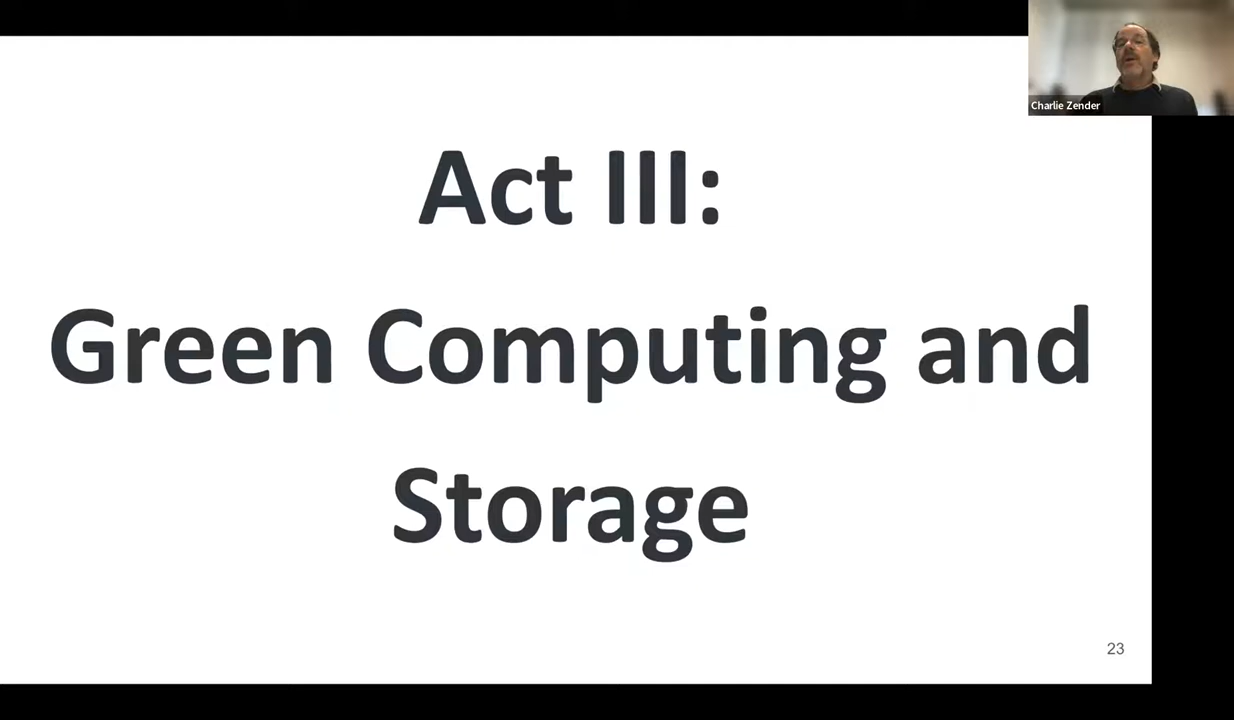 Charlie Zender
Act III:
Green Computing and
Storage
23